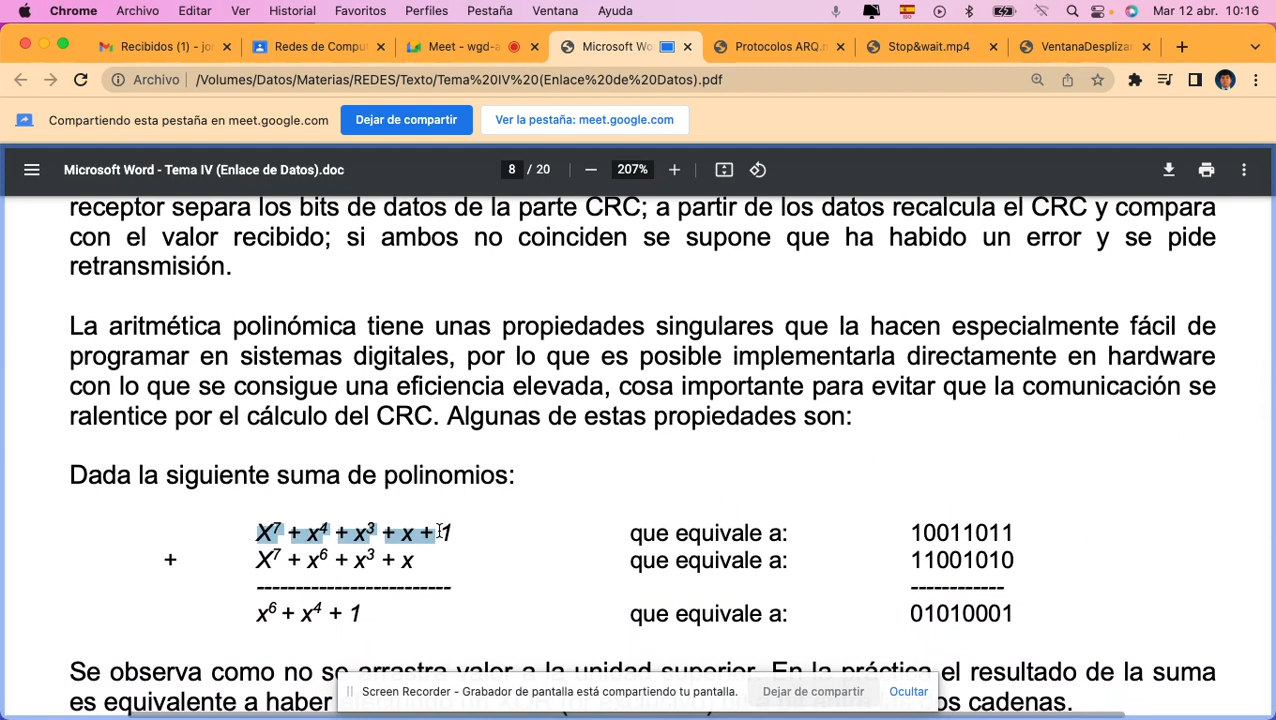 Chrome Archivo Editar Ver Historial Favoritos Perfiles Pestaña Ventana Ayuda ISO Mar 12 abr. 10:16
Recibidos (1) - jo Redes de Compu Meet - wgd-a Microsoft Wo Protocolos ARQ.m Stop&wait.mp4 VentanaDesplizar
Archivo /Volumes/Datos/Materias/REDES/Texto/Tema%20IV%20(Enlace%20de%20Datos).pdf
Compartiendo esta pestaña en meet.google.com Dejar de compartir Ver la pestaña: meet.google.com
Microsoft Word - Tema IV (Enlace de Datos).doc 8 / 20 − 207% +
receptor separa los bits de datos de la parte CRC; a partir de los datos recalcula el CRC y compara
con el valor recibido; si ambos no coinciden se supone que ha habido un error y se pide
retransmisión.
La aritmética polinómica tiene unas propiedades singulares que la hacen especialmente fácil de
programar en sistemas digitales, por lo que es posible implementarla directamente en hardware
con lo que se consigue una eficiencia elevada, cosa importante para evitar que la comunicación se
ralentice por el cálculo del CRC. Algunas de estas propiedades son:
Dada la siguiente suma de polinomios:
X⁷ + x⁴ + x³ + x + 1 que equivale a: 10011011
+ X⁷ + x⁶ + x³ + x que equivale a: 11001010
------------------------- ------------
x⁶ + x⁴ + 1 que equivale a: 01010001
Se observa como no se arrastra valor a la unidad superior. En la práctica el resultado de la suma
es equivalente a haber os cadenas.
Screen Recorder - Grabador de pantalla está compartiendo tu pantalla. Dejar de compartir Ocultar